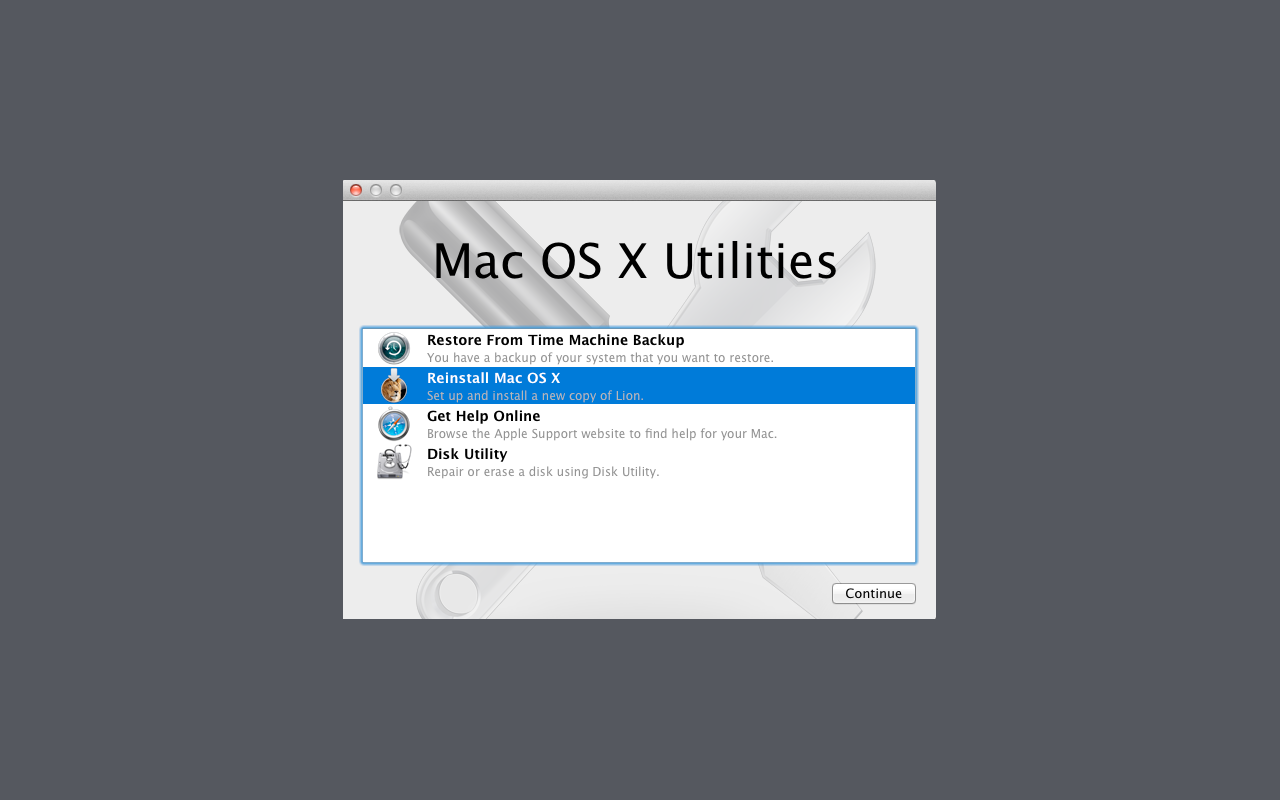 Mac OS X Utilities
Restore From Time Machine Backup
You have a backup of your system that you want to restore.
Reinstall Mac OS X
Set up and install a new copy of Lion.
Get Help Online
Browse the Apple Support website to find help for your Mac.
Disk Utility
Repair or erase a disk using Disk Utility.
Continue